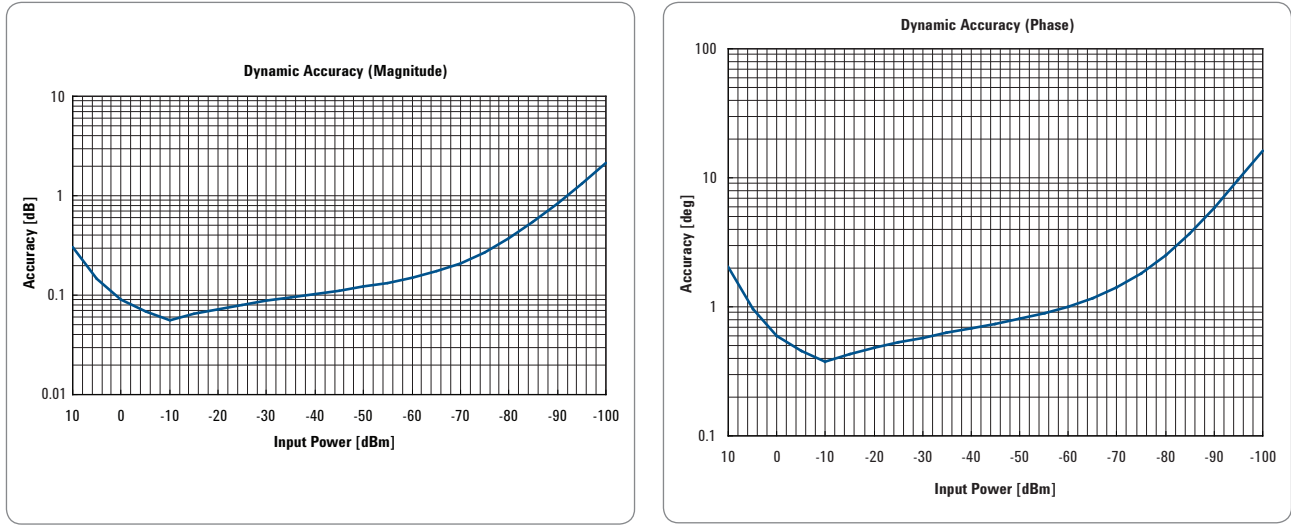 Dynamic Accuracy (Magnitude)
10
1
0.1
0.01
Accuracy [dB]
10 0 -10 -20 -30 -40 -50 -60 -70 -80 -90 -100
Input Power [dBm]
Dynamic Accuracy (Phase)
100
10
1
0.1
Accuracy [deg]
10 0 -10 -20 -30 -40 -50 -60 -70 -80 -90 -100
Input Power [dBm]